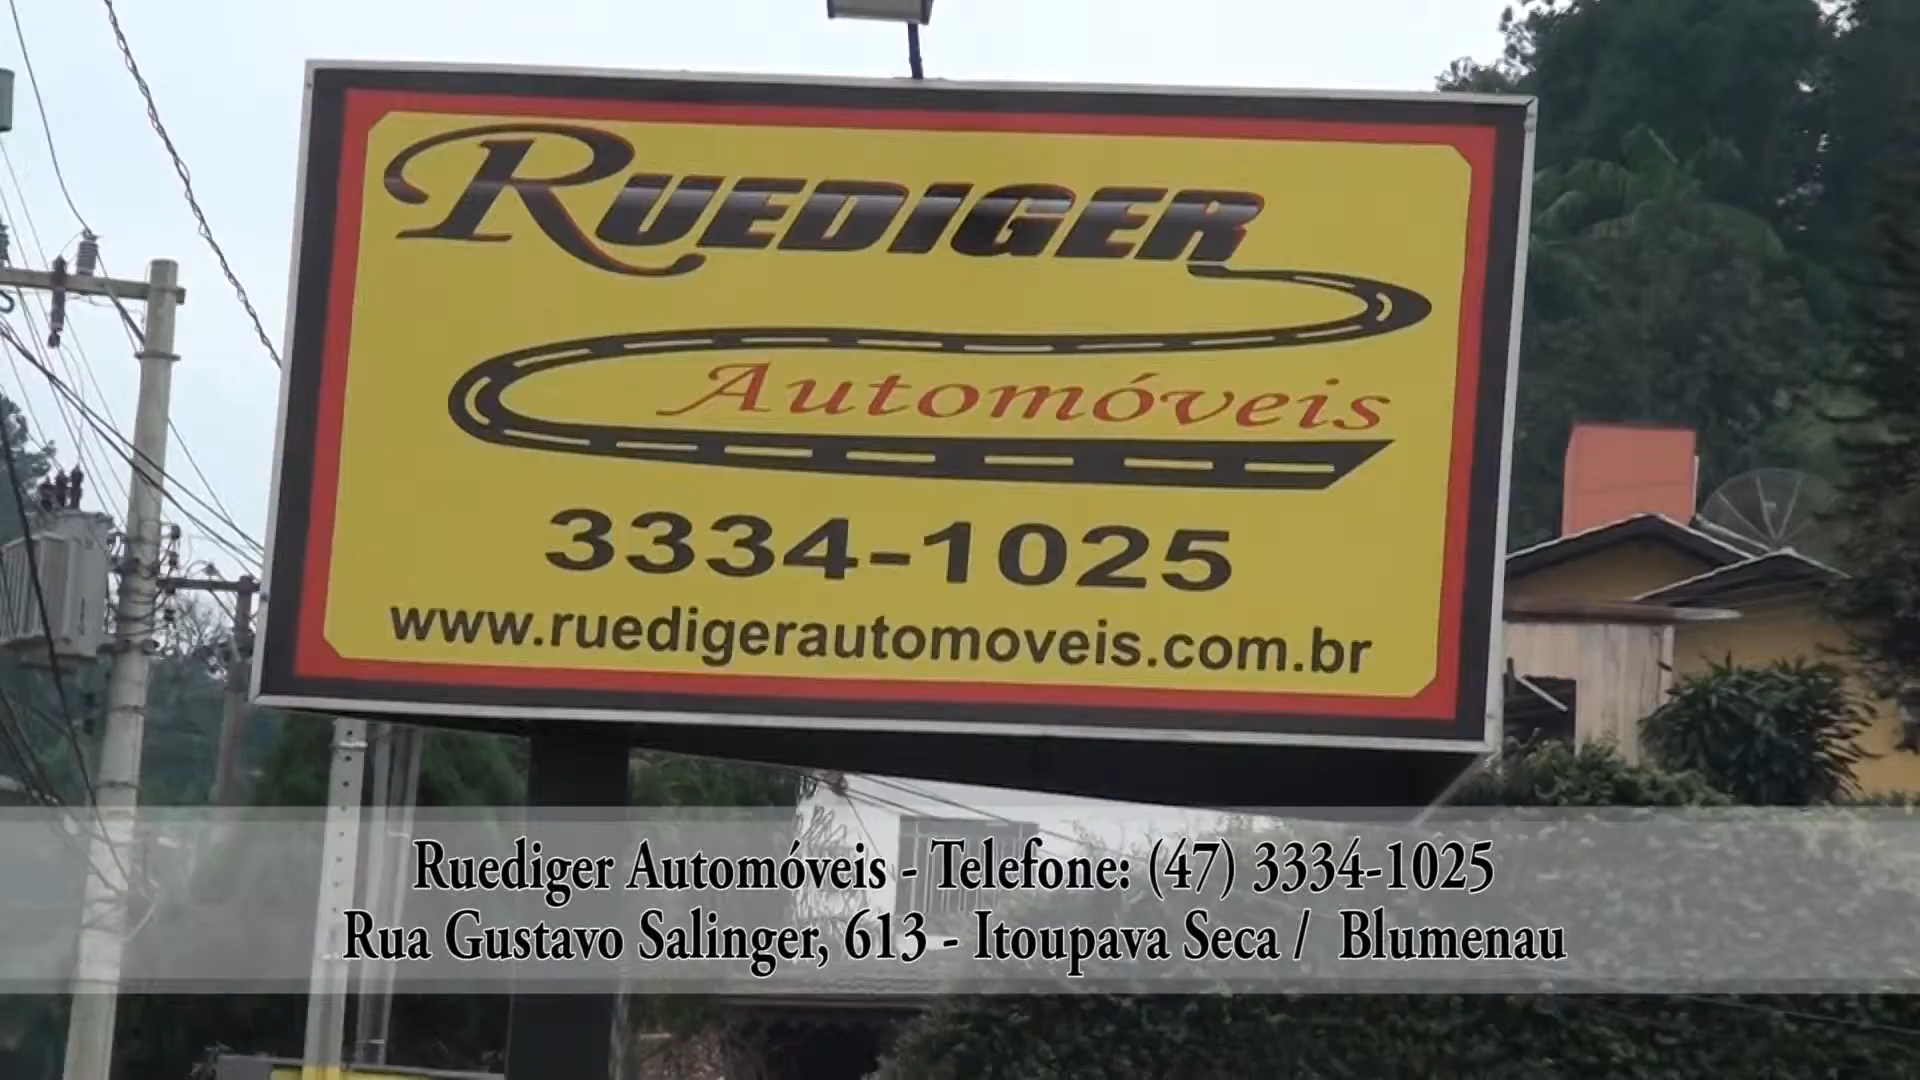 RUEDIGER
Automóveis
3334-1025
www.ruedigerautomoveis.com.br
Ruediger Automóveis - Telefone: (47) 3334-1025
Rua Gustavo Salinger, 613 - Itoupava Seca / Blumenau